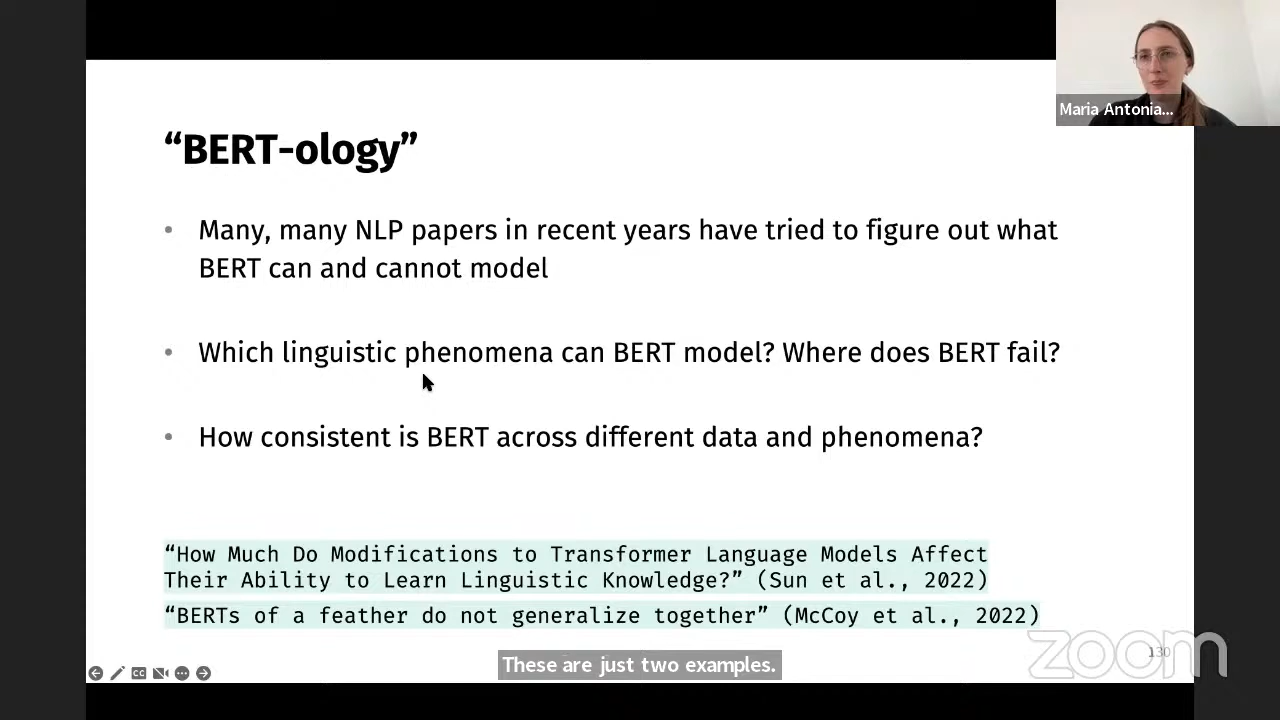 Maria Antonia...
“BERT-ology”
• Many, many NLP papers in recent years have tried to figure out what
BERT can and cannot model
• Which linguistic phenomena can BERT model? Where does BERT fail?
• How consistent is BERT across different data and phenomena?
“How Much Do Modifications to Transformer Language Models Affect
Their Ability to Learn Linguistic Knowledge?” (Sun et al., 2022)
“BERTs of a feather do not generalize together” (McCoy et al., 2022)
These are just two examples.
CC
zoom
130